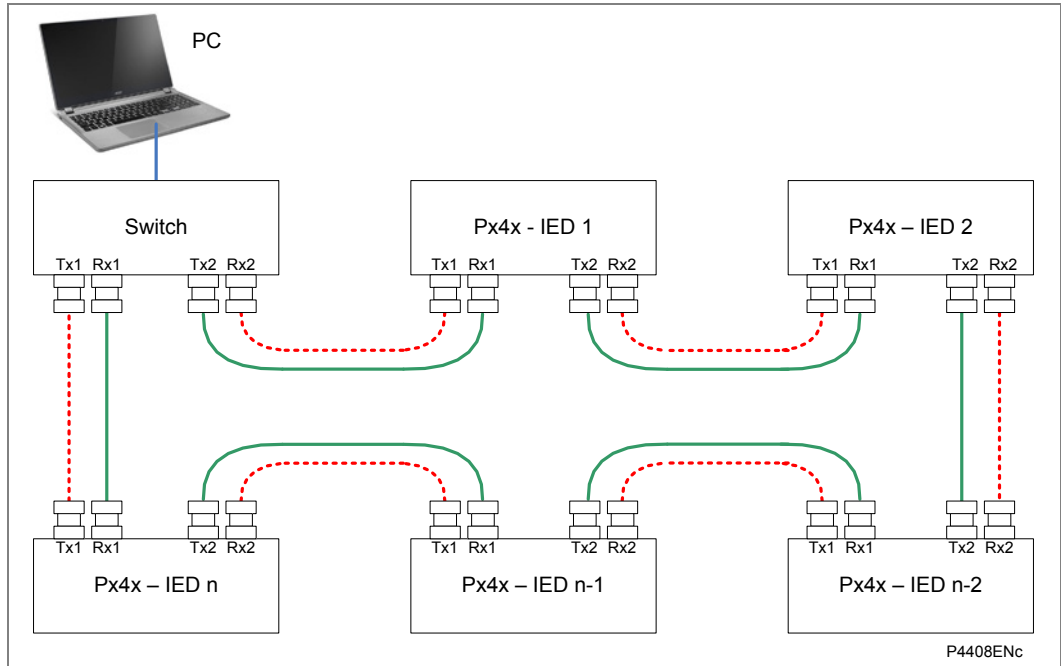 PC
Switch
Px4x - IED 1
Px4x – IED 2
Tx1 Rx1 Tx2 Rx2
Tx1 Rx1 Tx2 Rx2
Tx1 Rx1 Tx2 Rx2
Tx1 Rx1 Tx2 Rx2
Tx1 Rx1 Tx2 Rx2
Tx1 Rx1 Tx2 Rx2
Px4x – IED n
Px4x – IED n-1
Px4x – IED n-2
P4408ENc